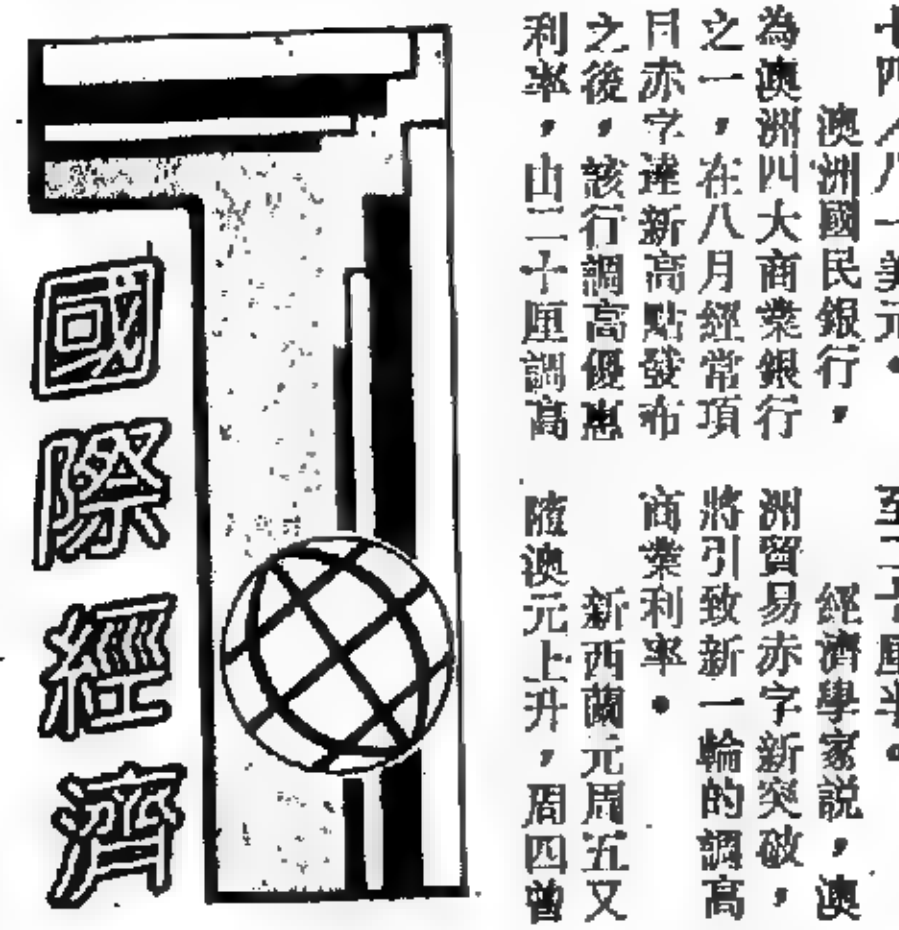 七四八八一美元。
澳洲國民銀行，
為澳洲四大商業銀行
之一，在八月經常項
目赤字達新高點發布
之後，該行調高優惠
利率，由二十厘調高
至二十厘半。
經濟學家説，澳
洲貿易赤字新突破，
將引致新一輪的調高
商業利率。
新西蘭元周五又
隨澳元上升，周四曾
國際經濟